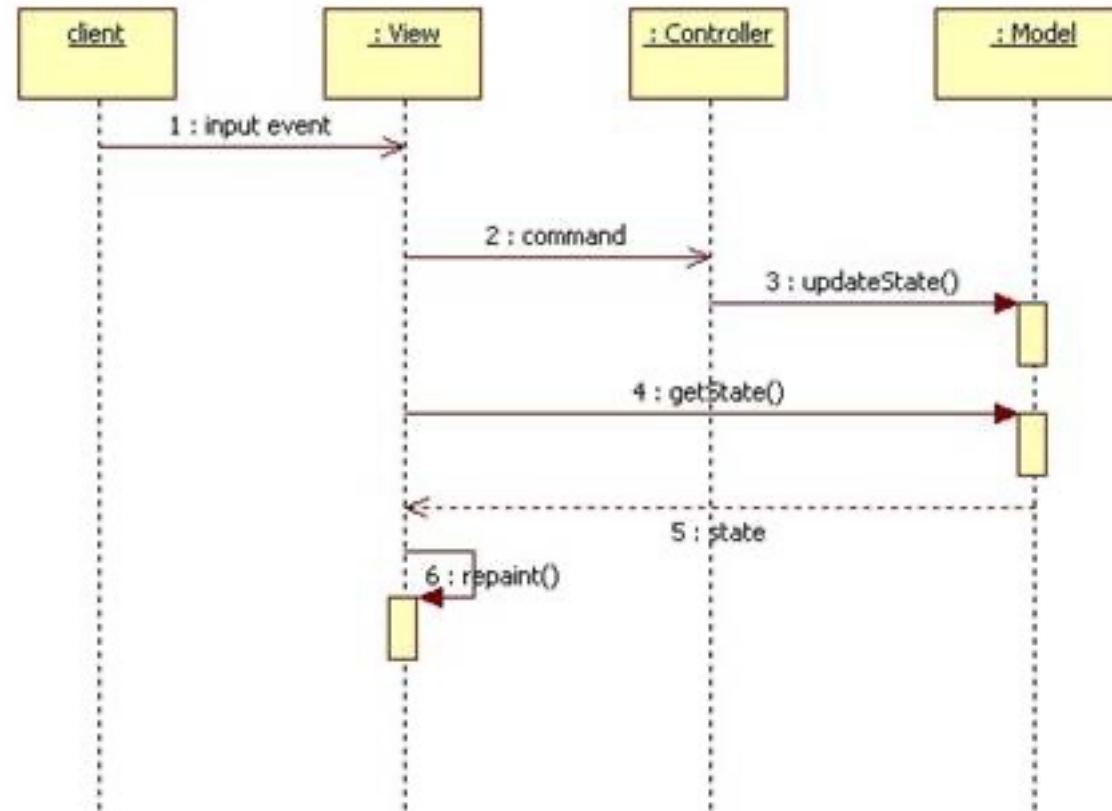 client
: View
: Controller
: Model
1 : input event
2 : command
3 : updateState()
4 : getState()
5 : state
6 : repaint()